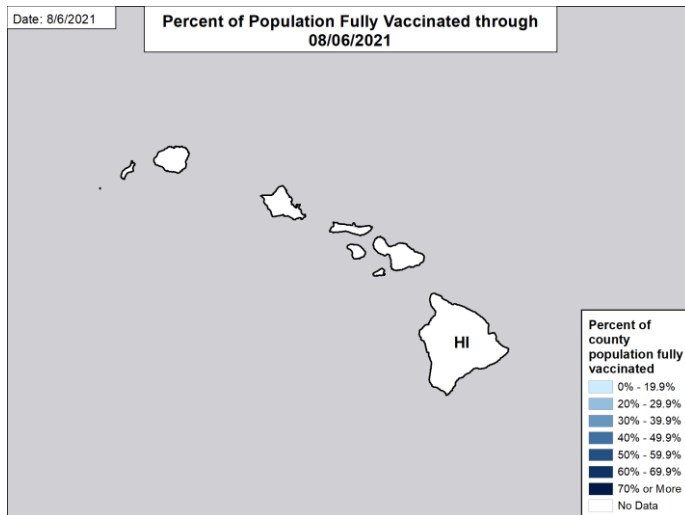 Date: 8/6/2021
Percent of Population Fully Vaccinated through
08/06/2021
HI
Percent of
county
population fully
vaccinated
0% - 19.9%
20% - 29.9%
30% - 39.9%
40% - 49.9%
50% - 59.9%
60% - 69.9%
70% or More
No Data